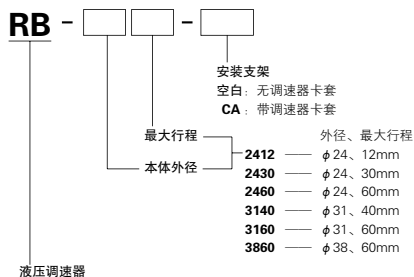 RB - -
安装支架
空白：无调速器卡套
CA：带调速器卡套
最大行程
外径、最大行程
本体外径
2412 —— ϕ24、12mm
2430 —— ϕ24、30mm
2460 —— ϕ24、60mm
3140 —— ϕ31、40mm
3160 —— ϕ31、60mm
3860 —— ϕ38、60mm
液压调速器